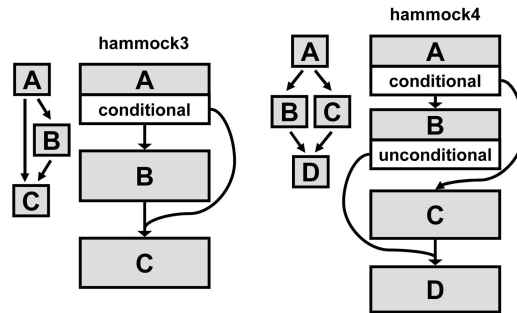 hammock3
A
B
C
A
conditional
B
C
hammock4
A
B C
D
A
conditional
B
unconditional
C
D